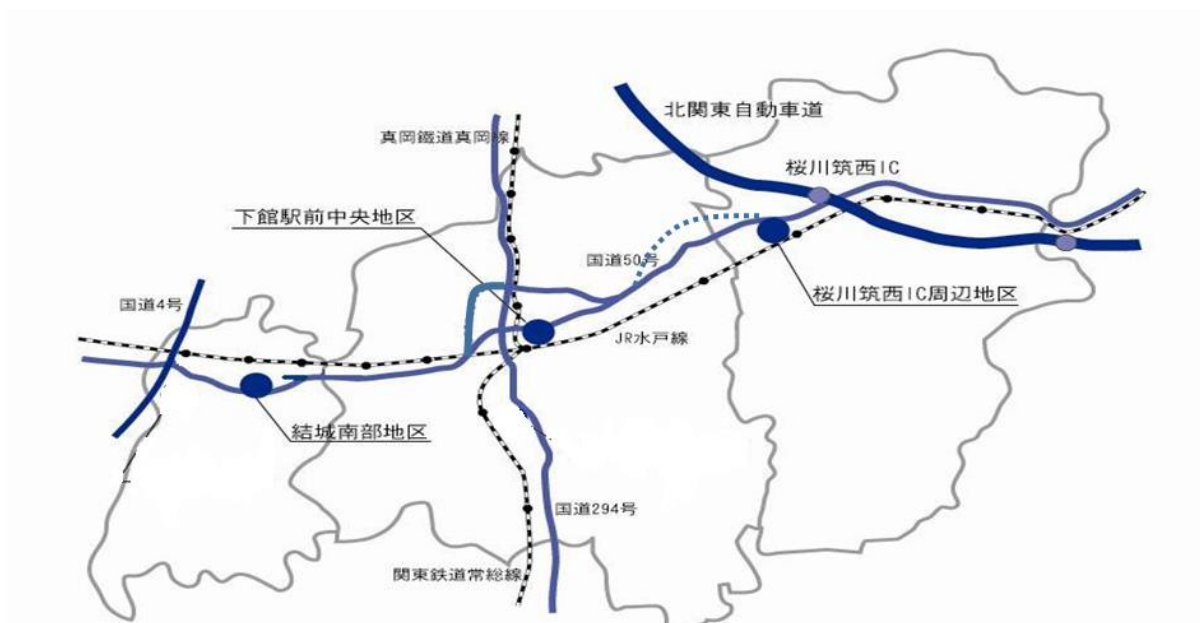 北関東自動車道
真岡鐵道真岡線
桜川筑西IC
下館駅前中央地区
国道50号
国道4号
桜川筑西IC周辺地区
JR水戸線
結城南部地区
国道294号
関東鉄道常総線